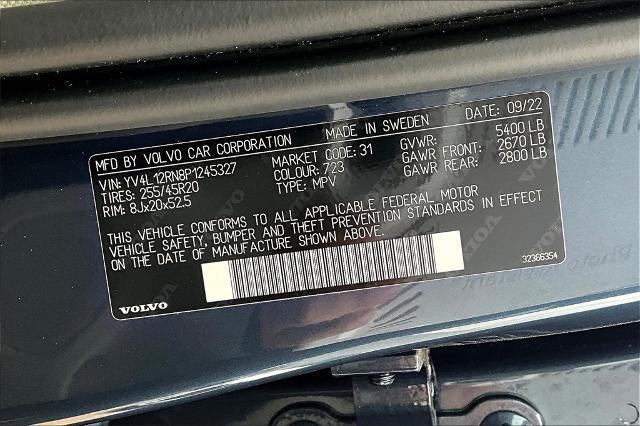 MFD BY VOLVO CAR CORPORATION MADE IN SWEDEN DATE: 09/22
VIN: YV4L12RN8P1245327 MARKET CODE: 31 GVWR: 5400 LB
TIRES: 255/45R20 COLOUR: 723 GAWR FRONT: 2670 LB
RIM: 8Jx20x52.5 TYPE: MPV GAWR REAR: 2800 LB
THIS VEHICLE CONFORMS TO ALL APPLICABLE FEDERAL MOTOR
VEHICLE SAFETY, BUMPER AND THEFT PREVENTION STANDARDS IN EFFECT
ON THE DATE OF MANUFACTURE SHOWN ABOVE.
VOLVO
32366354